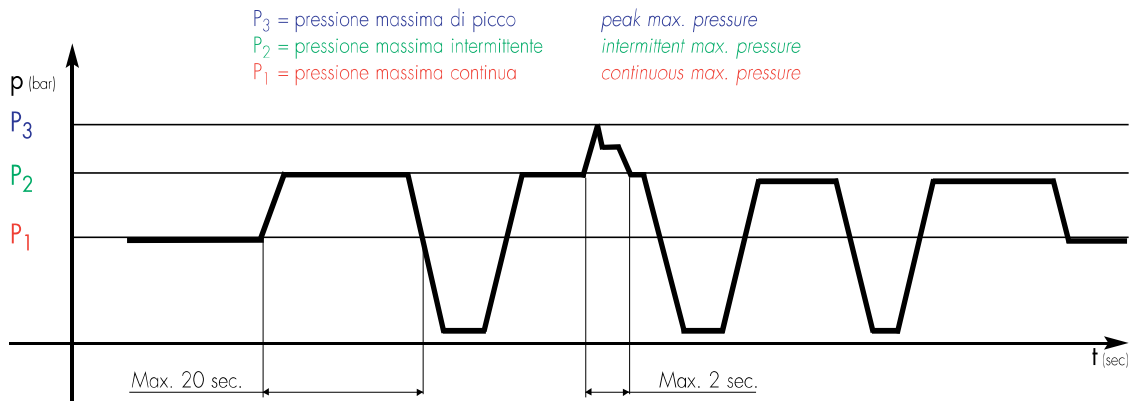 P3 = pressione massima di picco peak max. pressure
P2 = pressione massima intermittente intermittent max. pressure
P1 = pressione massima continua continuous max. pressure
p (bar)
P3
P2
P1
t (sec)
Max. 20 sec. Max. 2 sec.